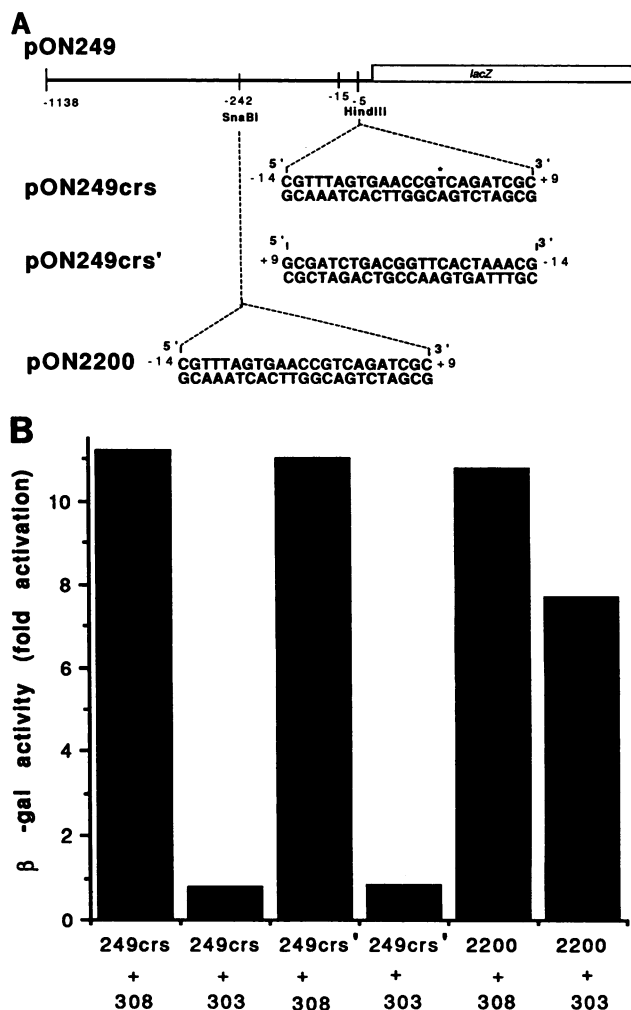 A
pON249
lacZ
-1138
-242
-15
-5
SnaBI
HindIII
5' 3'
pON249crs
-14 CGTTTAGTGAACCGTCAGATCGC +9
*
GCAAATCACTTGGCAGTCTAGCG
5' 3'
pON249crs'
+9 GCGATCTGACGGTTCACTAAACG -14
CGCTAGACTGCCAAGTGATTTGC
5' 3'
pON2200
-14 CGTTTAGTGAACCGTCAGATCGC +9
GCAAATCACTTGGCAGTCTAGCG
B
β -gal activity (fold activation)
10
8
6
4
2
0
249crs 249crs 249crs' 249crs' 2200 2200
+ + + + + +
308 303 308 303 308 303